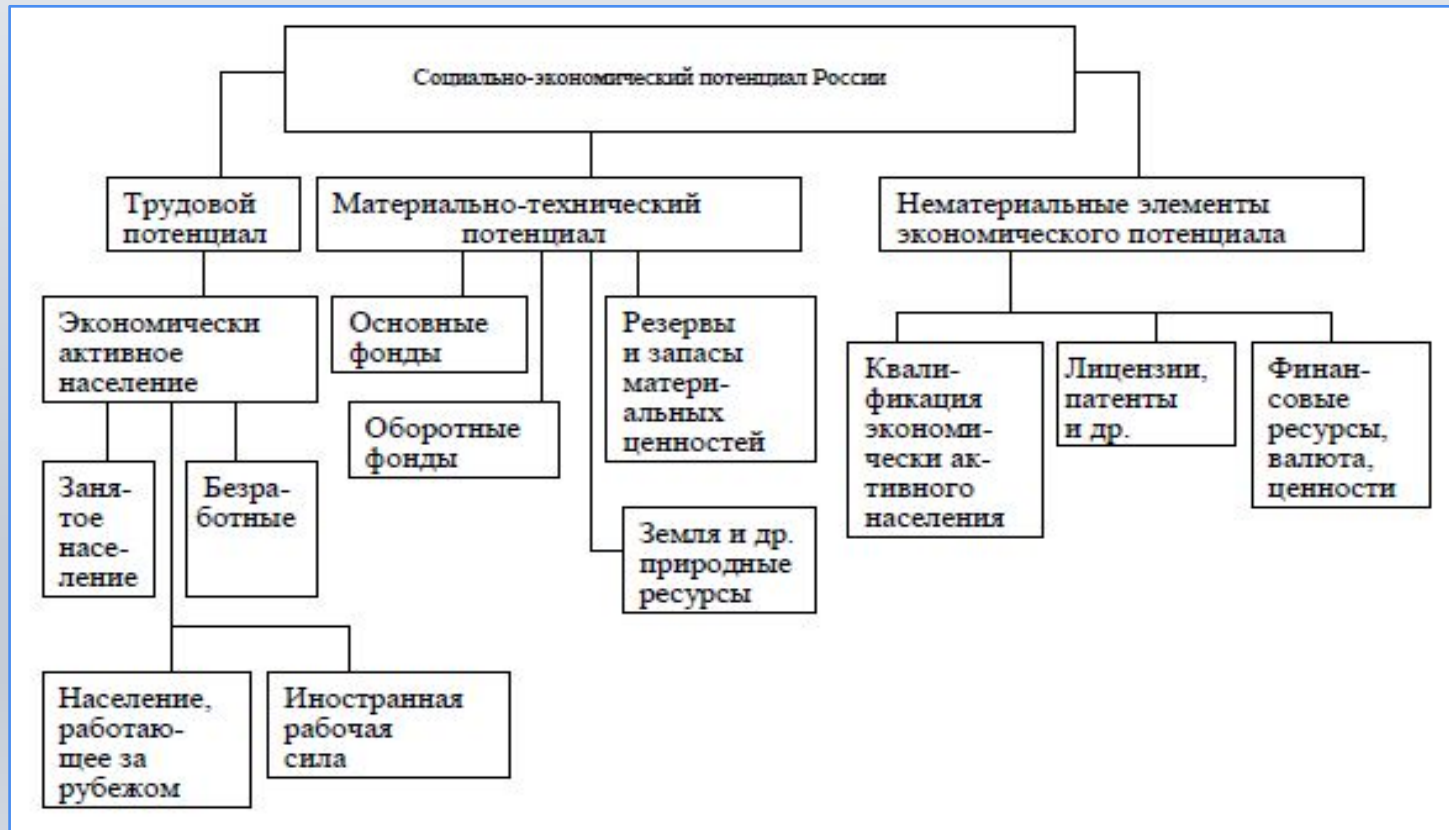 Социально-экономический потенциал России
Трудовой
потенциал
Материально-технический
потенциал
Нематериальные элементы
экономического потенциала
Экономически
активное
население
Основные
фонды
Оборотные
фонды
Резервы
и запасы
матери-
альных
ценностей
Земля и др.
природные
ресурсы
Квали-
фикация
экономи-
чески ак-
тивного
населения
Лицензии,
патенты
и др.
Финан-
совые
ресурсы,
валюта,
ценности
Заня-
тое
насе-
ление
Безра-
ботные
Население,
работаю-
щее за
рубежом
Иностранная
рабочая
сила